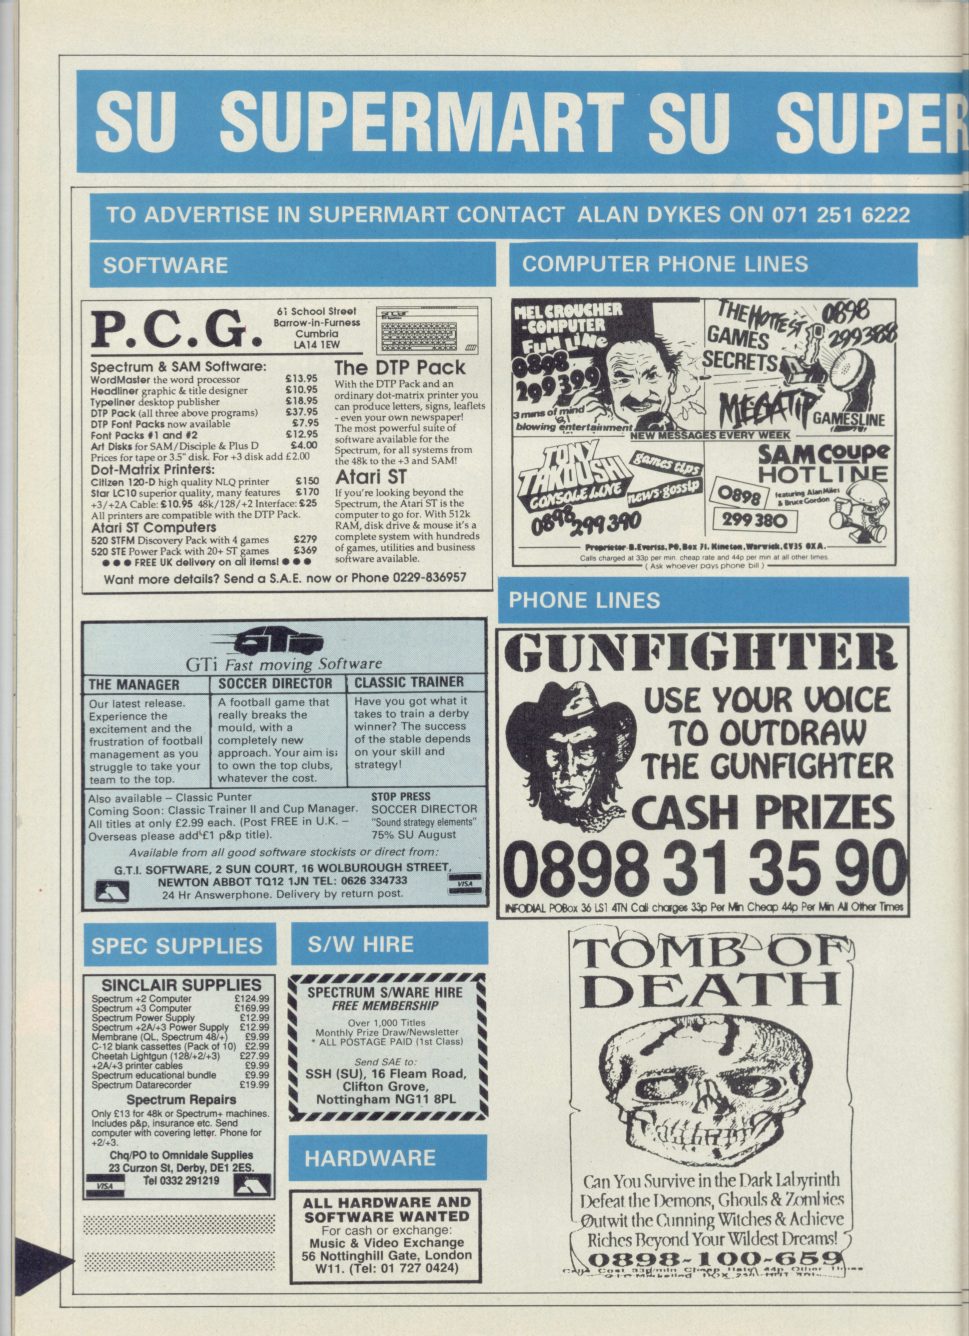 SU SUPERMART SU SUPER
TO ADVERTISE IN SUPERMART CONTACT ALAN DYKES ON 071 251 6222
SOFTWARE
P.C.G.
61 School Street
Barrow-in-Furness
Cumbria
LA14 1EW
sinclair
Spectrum & SAM Software:
WordMaster the word processor £13.95
Headliner graphic & title designer £10.95
Typeliner desktop publisher £18.95
DTP Pack (all three above programs) £37.95
DTP Font Packs now available £7.95
Font Packs #1 and #2 £12.95
Art Disks for SAM/Disciple & Plus D £4.00
Prices for tape or 3.5" disk. For +3 disk add £2.00
Dot-Matrix Printers:
Citizen 120-D high quality NLQ printer £150
Star LC10 superior quality, many features £170
+3/+2A Cable: £10.95 48k/128/+2 Interface: £25
All printers are compatible with the DTP Pack.
Atari ST Computers
520 STFM Discovery Pack with 4 games £279
520 STE Power Pack with 20+ ST games £369
● ● ● FREE UK delivery on all items! ● ● ●
The DTP Pack
With the DTP Pack and an
ordinary dot-matrix printer you
can produce letters, signs, leaflets
- even your own newspaper!
The most powerful suite of
software available for the
Spectrum, for all systems from
the 48k to the +3 and SAM!
Atari ST
If you're looking beyond the
Spectrum, the Atari ST is the
computer to go for. With 512k
RAM, disk drive & mouse it's a
complete system with hundreds
of games, utilities and business
software available.
Want more details? Send a S.A.E. now or Phone 0229-836957
COMPUTER PHONE LINES
MEL CROUCHER
-COMPUTER
FUN LINE
0898
299399
3 mins of mind
blowing entertainment
THE HOTTEST
GAMES
SECRETS
0898
299388
MEGATIP
GAMESLINE
NEW MESSAGES EVERY WEEK
TONY
TAKOUSHI
CONSOLE LINE
games tips
news-gossip
0898 299 390
SAM COUPE
HOTLINE
0898
featuring Alan Miles
& Bruce Gordon
299 380
Proprietor-B.Everiss, PO, Box 71, Kineton, Warwick, CV35 0XA.
Calls charged at 33p per min. cheap rate and 44p per min at all other times.
( Ask whoever pays phone bill )
GTi
GTi Fast moving Software
THE MANAGER
Our latest release.
Experience the
excitement and the
frustration of football
management as you
struggle to take your
team to the top.
SOCCER DIRECTOR
A football game that
really breaks the
mould, with a
completely new
approach. Your aim is:
to own the top clubs,
whatever the cost.
CLASSIC TRAINER
Have you got what it
takes to train a derby
winner? The success
of the stable depends
on your skill and
strategy!
Also available – Classic Punter
Coming Soon: Classic Trainer II and Cup Manager.
All titles at only £2.99 each. (Post FREE in U.K. –
Overseas please add £1 p&p title).
STOP PRESS
SOCCER DIRECTOR
"Sound strategy elements"
75% SU August
Available from all good software stockists or direct from:
G.T.I. SOFTWARE, 2 SUN COURT, 16 WOLBUROUGH STREET,
NEWTON ABBOT TQ12 1JN TEL: 0626 334733
24 Hr Answerphone. Delivery by return post.
VISA
PHONE LINES
GUNFIGHTER
USE YOUR VOICE
TO OUTDRAW
THE GUNFIGHTER
CASH PRIZES
0898 31 35 90
INFODIAL POBox 36 LS1 4TN Call charges 33p Per Min Cheap 44p Per Min All Other Times
SPEC SUPPLIES
SINCLAIR SUPPLIES
Spectrum +2 Computer £124.99
Spectrum +3 Computer £169.99
Spectrum Power Supply £12.99
Spectrum +2A/+3 Power Supply £12.99
Membrane (QL, Spectrum 48/+) £9.99
C-12 blank cassettes (Pack of 10) £2.99
Cheetah Lightgun (128/+2/+3) £27.99
+2A/+3 printer cables £9.99
Spectrum educational bundle £9.99
Spectrum Datarecorder £19.99
Spectrum Repairs
Only £13 for 48k or Spectrum+ machines.
Includes p&p, insurance etc. Send
computer with covering letter. Phone for
+2/+3.
Chq/PO to Omnidale Supplies
23 Curzon St, Derby, DE1 2ES.
Tel 0332 291219
VISA
S/W HIRE
SPECTRUM S/WARE HIRE
FREE MEMBERSHIP
Over 1,000 Titles
Monthly Prize Draw/Newsletter
* ALL POSTAGE PAID (1st Class)
Send SAE to:
SSH (SU), 16 Fleam Road,
Clifton Grove,
Nottingham NG11 8PL
HARDWARE
ALL HARDWARE AND
SOFTWARE WANTED
For cash or exchange:
Music & Video Exchange
56 Nottinghill Gate, London
W11. (Tel: 01 727 0424)
TOMB OF
DEATH
Can You Survive in the Dark Labyrinth
Defeat the Demons, Ghouls & Zombies
Outwit the Cunning Witches & Achieve
Riches Beyond Your Wildest Dreams!
0898-100-659
Calls Cost 33p/min Cheap Rate/ 44p Other Times